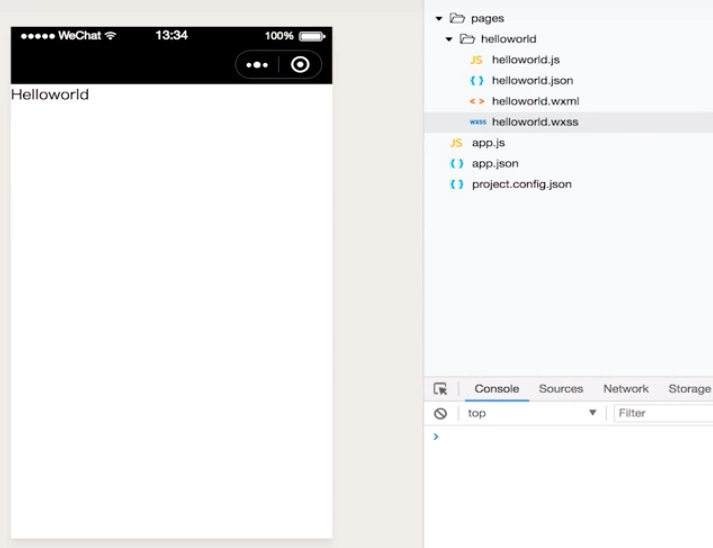 WeChat 13:34 100%
Helloworld
pages
helloworld
JS helloworld.js
{ } helloworld.json
< > helloworld.wxml
wxss helloworld.wxss
JS app.js
{ } app.json
{ } project.config.json
Console Sources Network Storage
top Filter